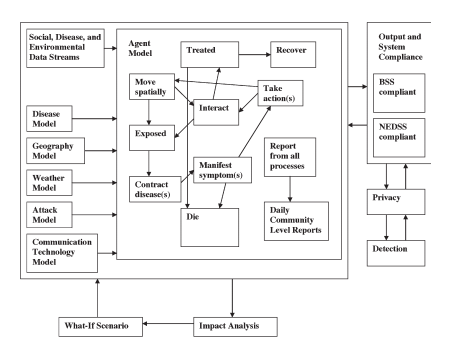 Social, Disease, and
Environmental
Data Streams
Disease
Model
Geography
Model
Weather
Model
Attack
Model
Communication
Technology
Model
Agent
Model
Treated
Recover
Move
spatially
Interact
Take
action(s)
Exposed
Contract
disease(s)
Manifest
symptom(s)
Die
Report
from all
processes
Daily
Community
Level Reports
Output and
System
Compliance
BSS
compliant
NEDSS
compliant
Privacy
Detection
What-If Scenario
Impact Analysis